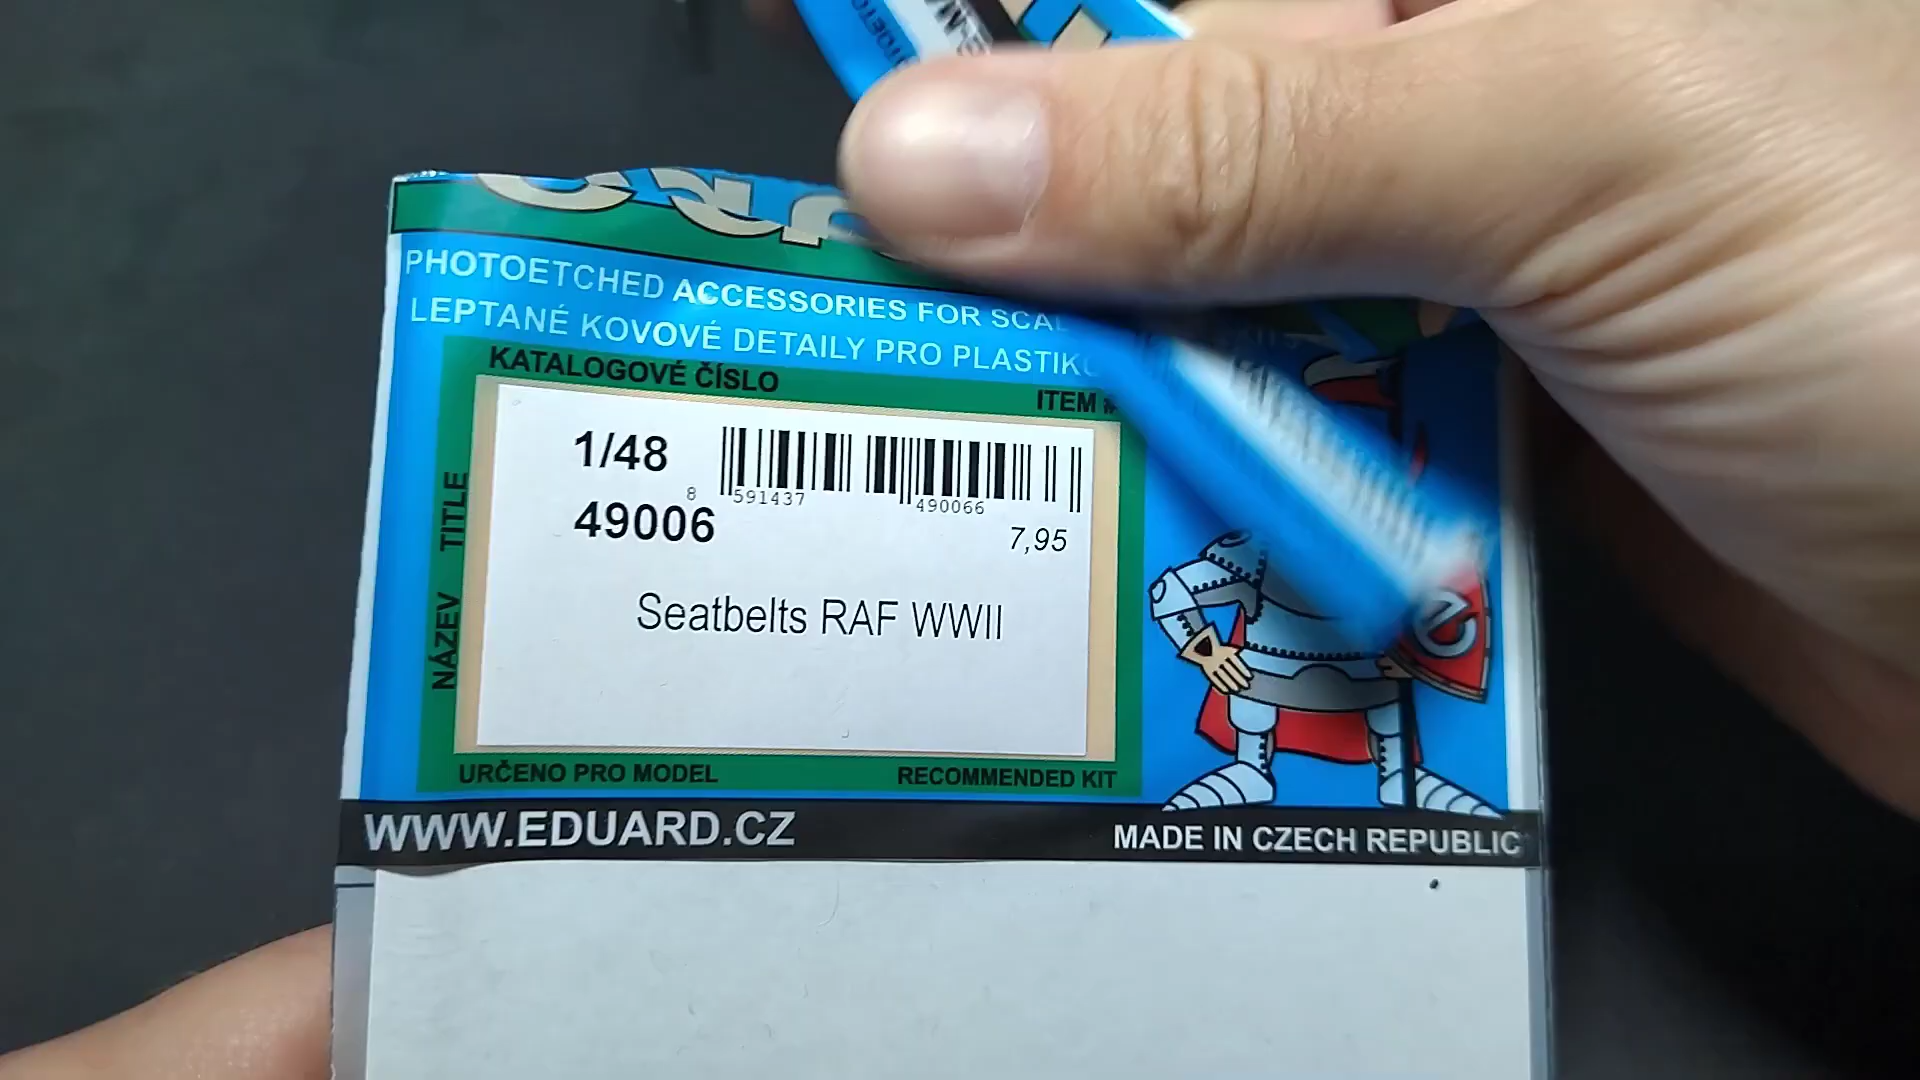 PHOTOETCHED ACCESSORIES FOR SCAL
LEPTANÉ KOVOVÉ DETAILY PRO PLASTIK
KATALOGOVÉ ČÍSLO
ITEM #
NÁZEV TITLE
1/48
8 591437 490066
49006
7,95
Seatbelts RAF WWII
e
URČENO PRO MODEL
RECOMMENDED KIT
WWW.EDUARD.CZ
MADE IN CZECH REPUBLIC